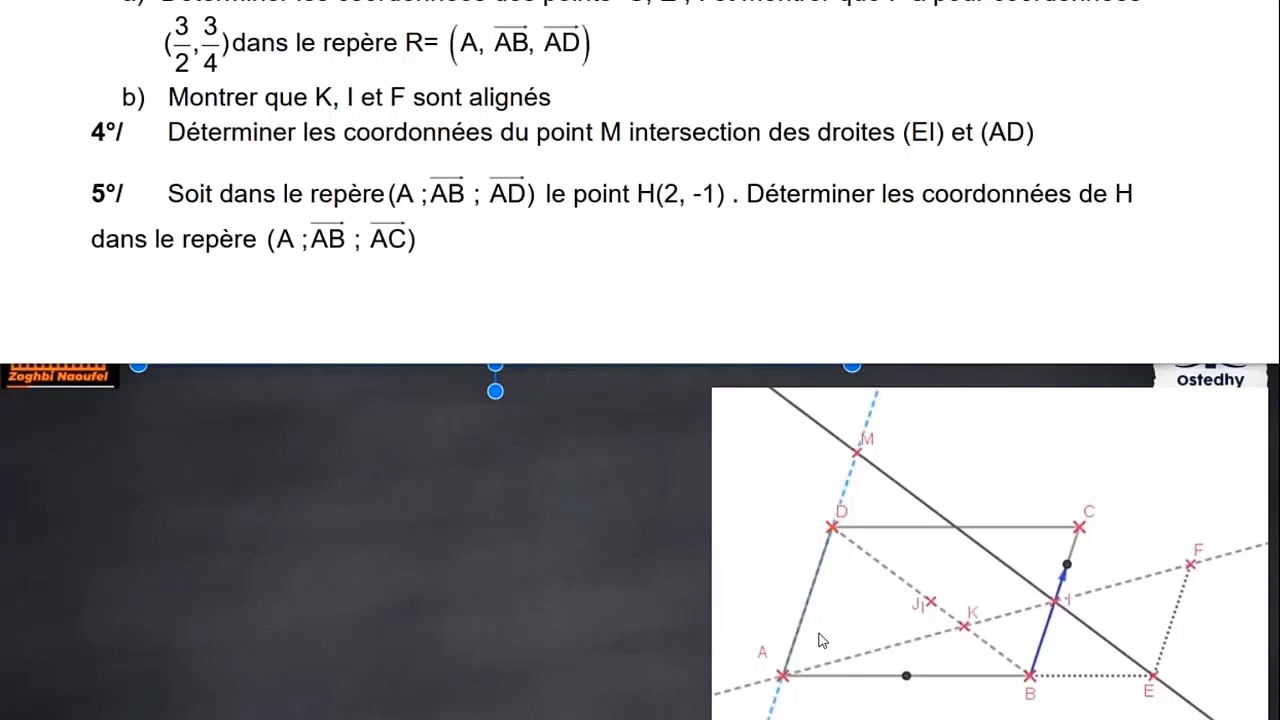 (3/2, 3/4) dans le repère R= (A, AB, AD)
b) Montrer que K, I et F sont alignés
4°/ Déterminer les coordonnées du point M intersection des droites (EI) et (AD)
5°/ Soit dans le repère (A ; AB ; AD) le point H(2, -1) . Déterminer les coordonnées de H
dans le repère (A ; AB ; AC)
Zoghbi Naoufel
Ostedhy
M
D
C
F
J
I
K
A
B
E